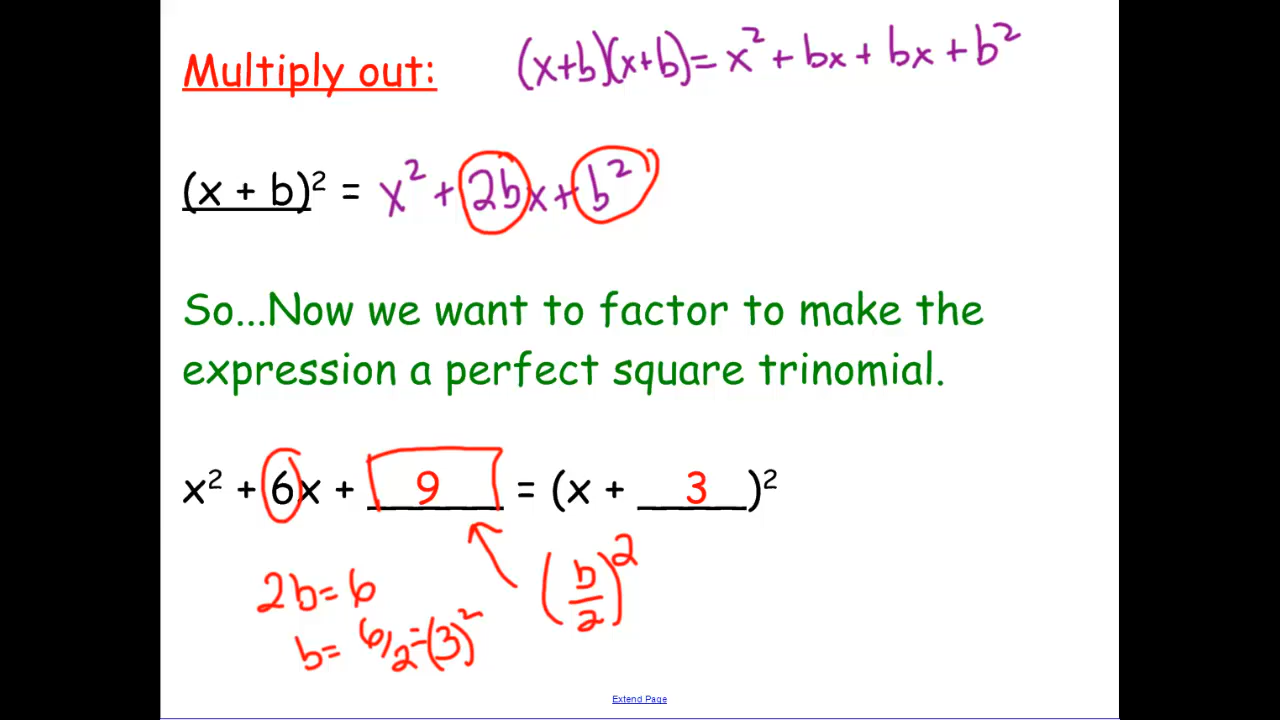 Multiply out: (x+b)(x+b) = x² + bx + bx + b²
(x + b)² = x² + 2bx + b²
So...Now we want to factor to make the
expression a perfect square trinomial.
x² + 6x + 9 = (x + 3)²
(b/2)²
2b = 6
b = 6/2 = (3)²
Extend Page